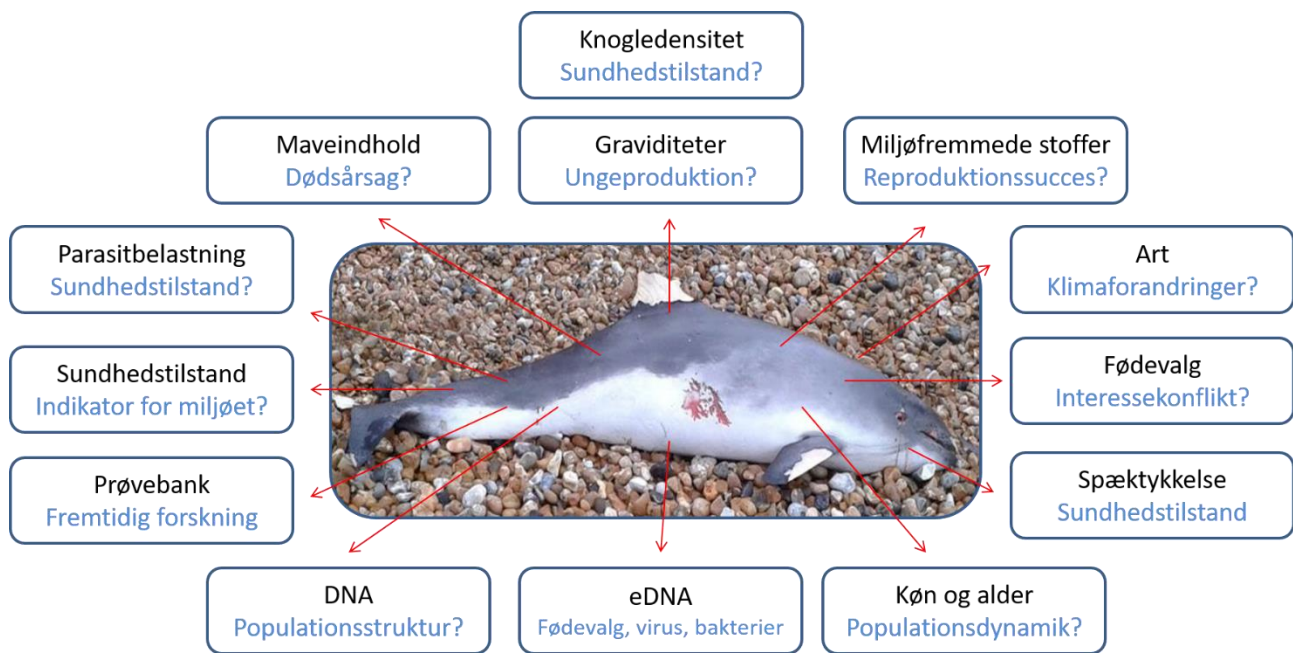 Knogledensitet
Sundhedstilstand?
Maveindhold
Dødsårsag?
Graviditeter
Ungeproduktion?
Miljøfremmede stoffer
Reproduktionssucces?
Parasitbelastning
Sundhedstilstand?
Art
Klimaforandringer?
Sundhedstilstand
Indikator for miljøet?
Fødevalg
Interessekonflikt?
Prøvebank
Fremtidig forskning
Spæktykkelse
Sundhedstilstand
DNA
Populationsstruktur?
eDNA
Fødevalg, virus, bakterier
Køn og alder
Populationsdynamik?